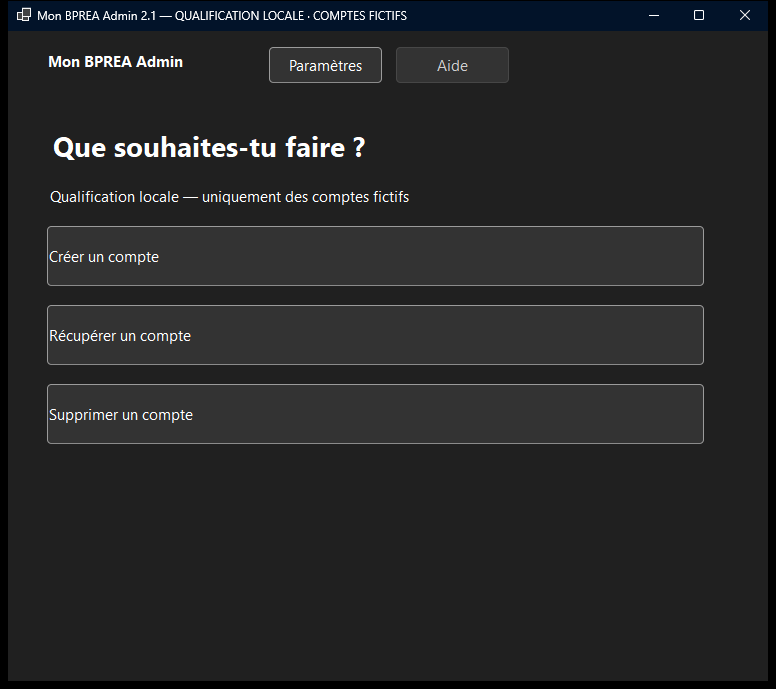 Mon BPREA Admin 2.1 — QUALIFICATION LOCALE · COMPTES FICTIFS
Mon BPREA Admin
Paramètres
Aide
Que souhaites-tu faire ?
Qualification locale — uniquement des comptes fictifs
Créer un compte
Récupérer un compte
Supprimer un compte